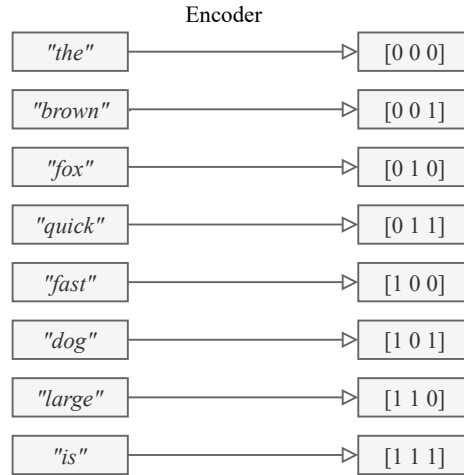 Encoder
"the" [0 0 0]
"brown" [0 0 1]
"fox" [0 1 0]
"quick" [0 1 1]
"fast" [1 0 0]
"dog" [1 0 1]
"large" [1 1 0]
"is" [1 1 1]